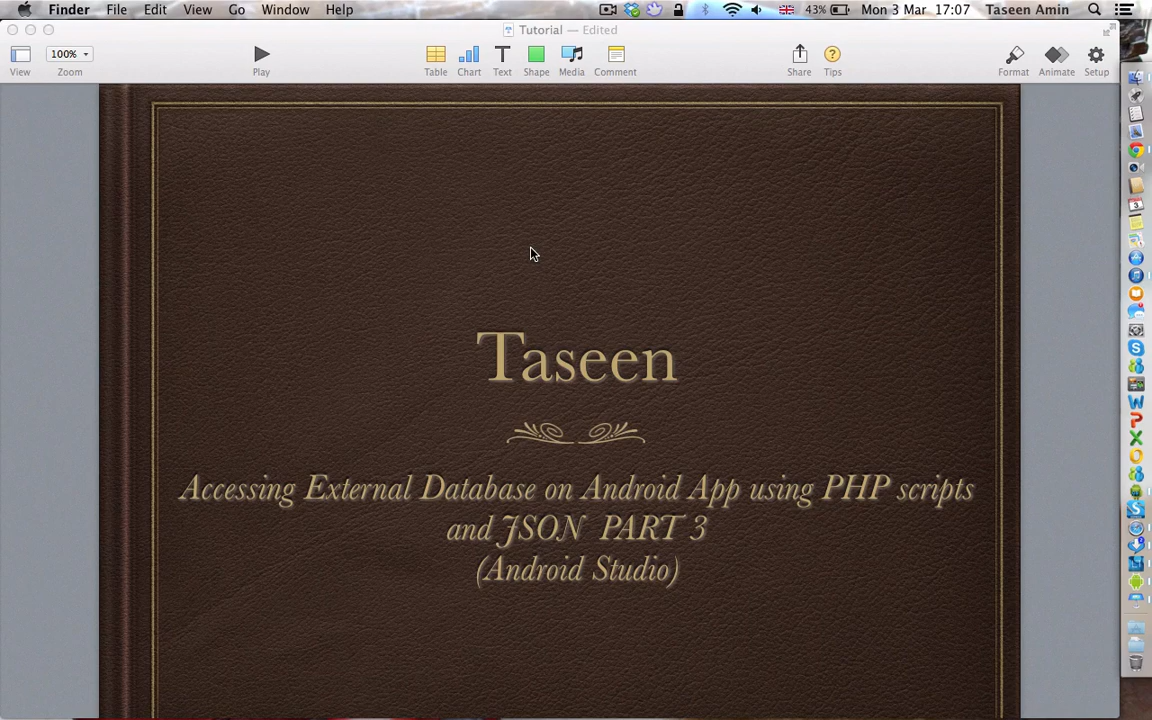 Finder File Edit View Go Window Help 43% Mon 3 Mar 17:07 Taseen Amin
Tutorial — Edited
100%
View Zoom Play Table Chart Text Shape Media Comment Share Tips Format Animate Setup
Taseen
Accessing External Database on Android App using PHP scripts
and JSON PART 3
(Android Studio)